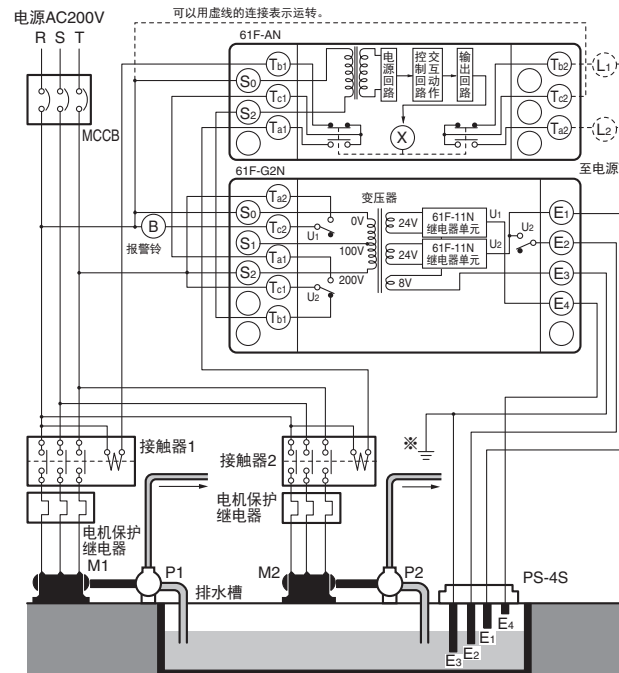 电源AC200V
可以用虚线的连接表示运转。
R S T
MCCB
61F-AN
Tb1
S0
Tc1
S2
Ta1
电源回路
交互动作控制回路
输出回路
X
Tb2
Tc2
Ta2
L1
L2
至电源
61F-G2N
Ta2
S0
Tc2
S1
Ta1
S2
Tc1
Tb1
B
报警铃
U1
U2
变压器
0V
100V
200V
24V
24V
8V
61F-11N
继电器单元
U1
61F-11N
继电器单元
U2
U2
E1
E2
E3
E4
接触器1
接触器2
※
电机保护
继电器
M1
电机保护
继电器
M2
P1
P2
排水槽
PS-4S
E3
E2
E1
E4